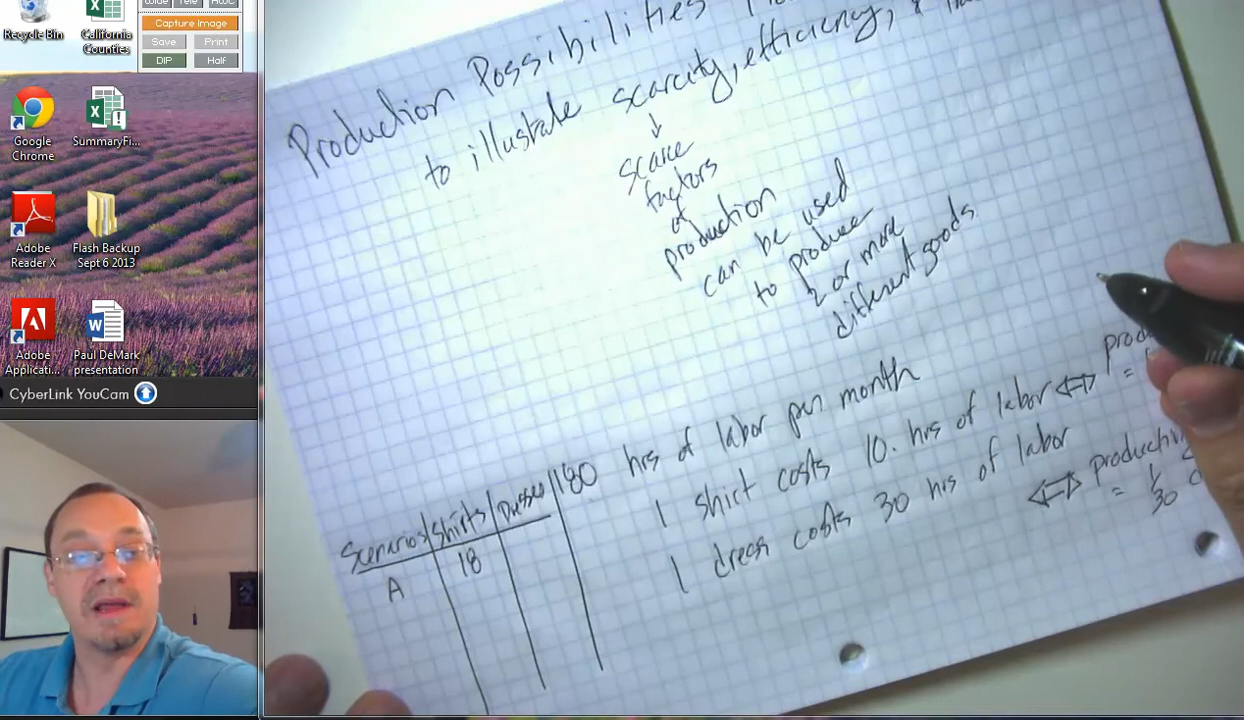 Wide Tele HWC
Capture Image
Save Print
DIP Half
Recycle Bin
California Counties
Google Chrome
SummaryFi...
Adobe Reader X
Flash Backup Sept 6 2013
Adobe Applicati...
Paul DeMark presentation
CyberLink YouCam
Production Possibilities
to illustrate scarcity, efficiency, &
↓
scarce
factors
of
production
can be used
to produce
2 or more
different goods
180 hrs of labor per month
1 shirt costs 10. hrs of labor ⇔
=
1 dress costs 30 hrs of labor
⇔
= 1/30
Scenarios Shirts Dresses
A 18